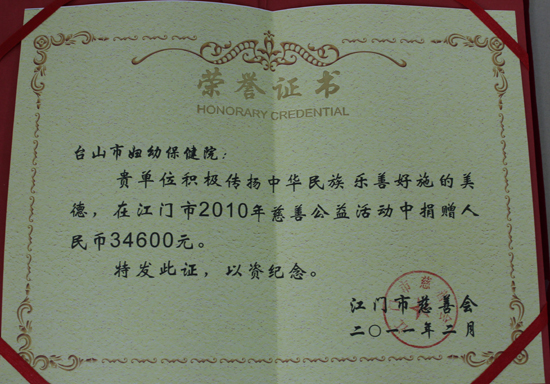 荣誉证书
HONORARY CREDENTIAL
台山市妇幼保健院：
贵单位积极传扬中华民族乐善好施的美
德，在江门市2010年慈善公益活动中捐赠人
民币34600元。
特发此证，以资纪念。
江门市慈善会
二〇一一年二月